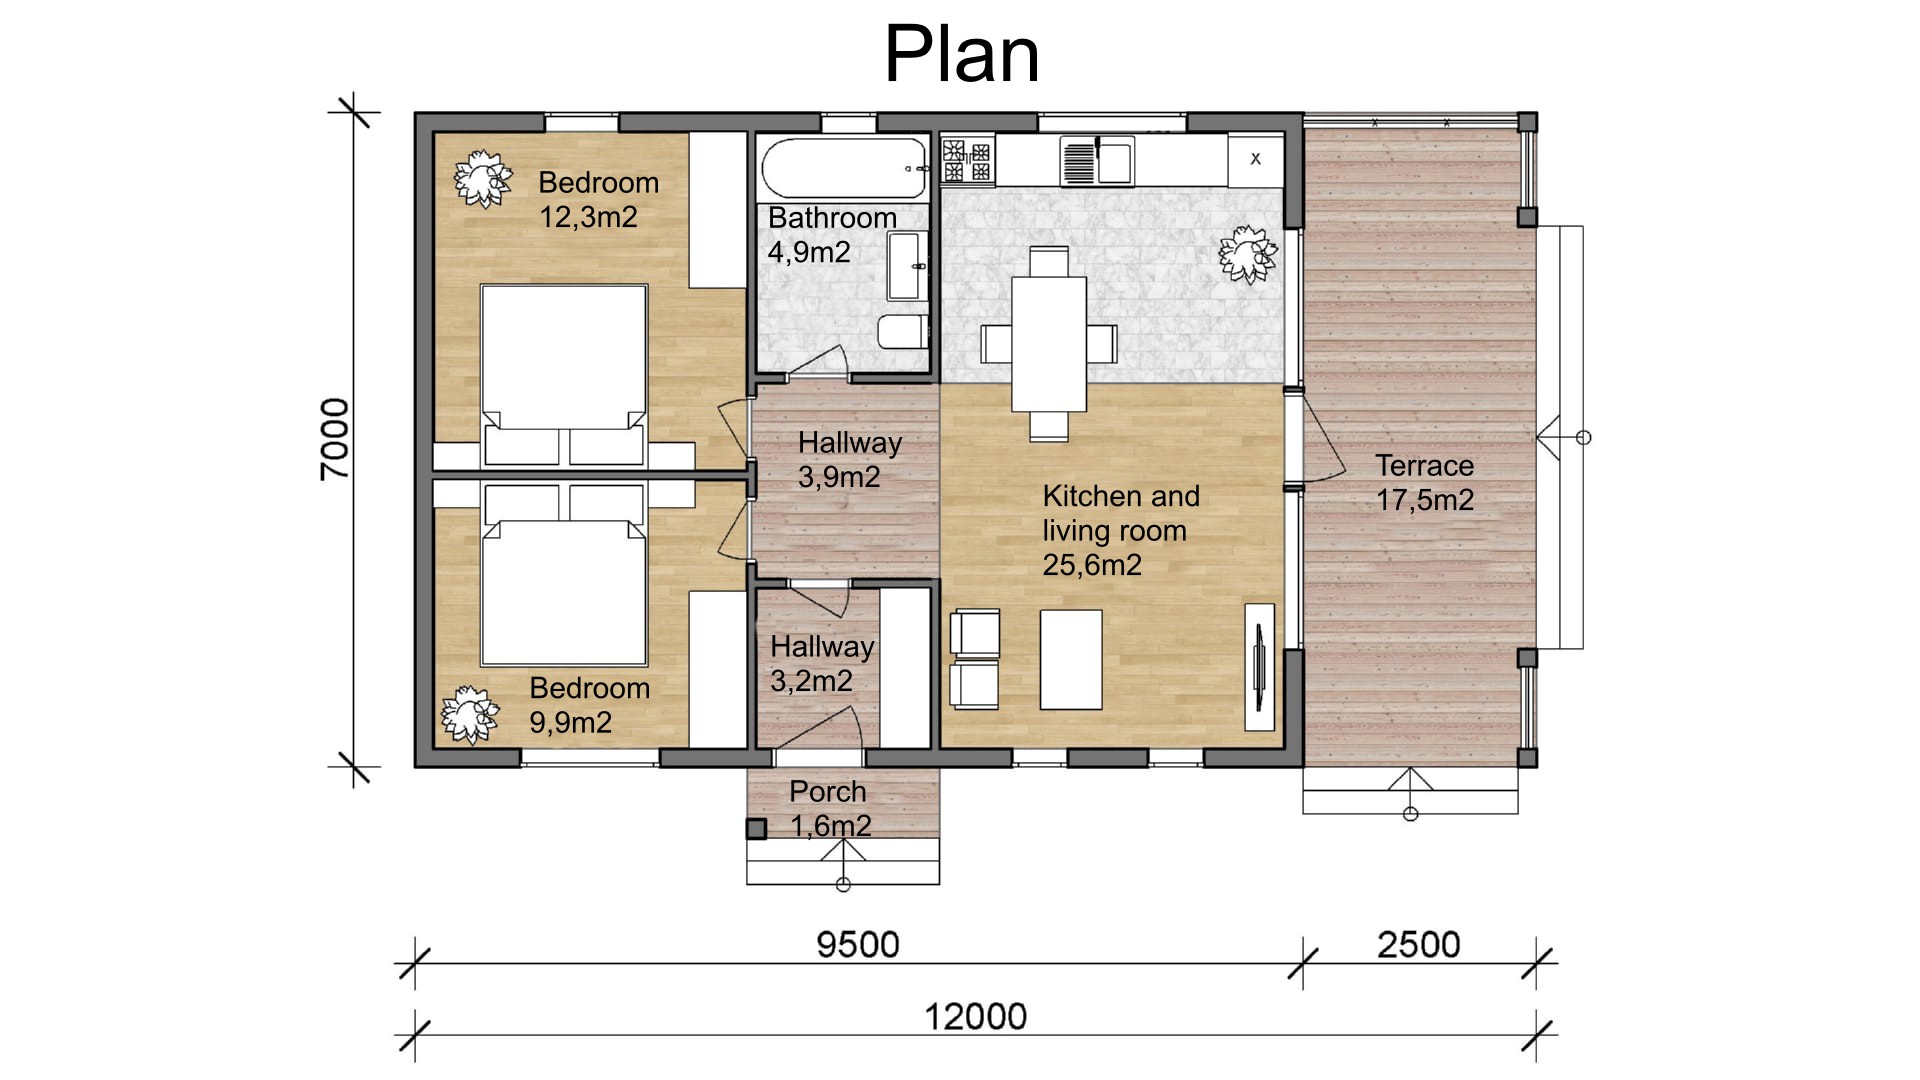 Plan
Bedroom
12,3m2
Bathroom
4,9m2
x
Hallway
3,9m2
Kitchen and
living room
25,6m2
Terrace
17,5m2
7000
Bedroom
9,9m2
Hallway
3,2m2
Porch
1,6m2
9500
2500
12000